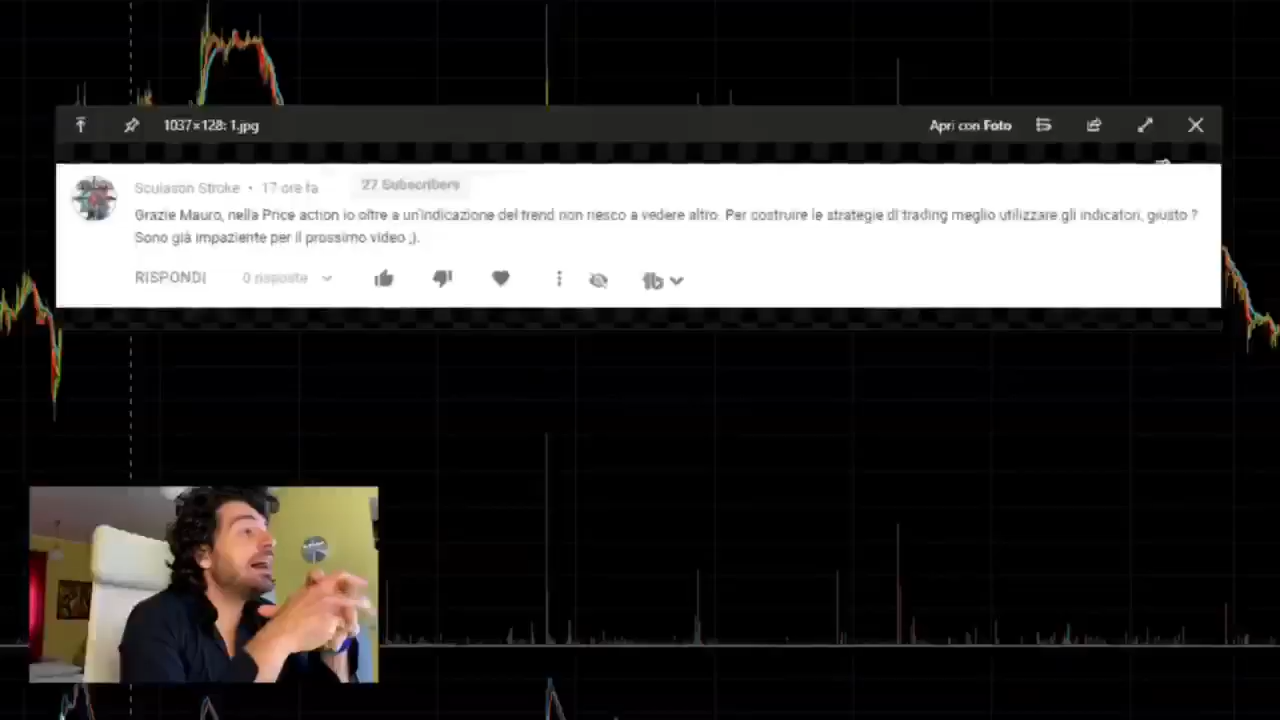 1037×128: 1.jpg
Apri con Foto
Sculason Stroke • 17 ore fa
27 Subscribers
Grazie Mauro, nella Price action io oltre a un'indicazione del trend non riesco a vedere altro. Per costruire le strategie di trading meglio utilizzare gli indicatori, giusto ?
Sono già impaziente per il prossimo video ;).
RISPONDI 0 risposte